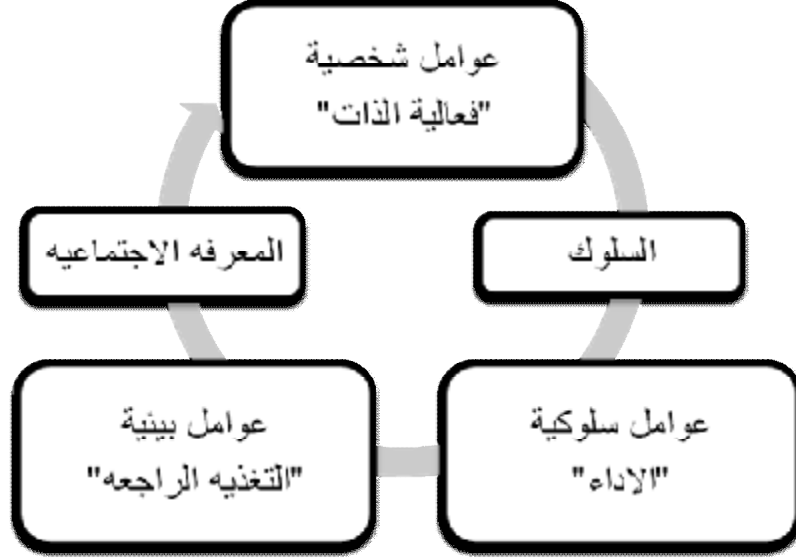 عوامل شخصية
"فعالية الذات"
السلوك
المعرفه الاجتماعيه
عوامل سلوكية
"الاداء"
عوامل بيئية
"التغذيه الراجعه"